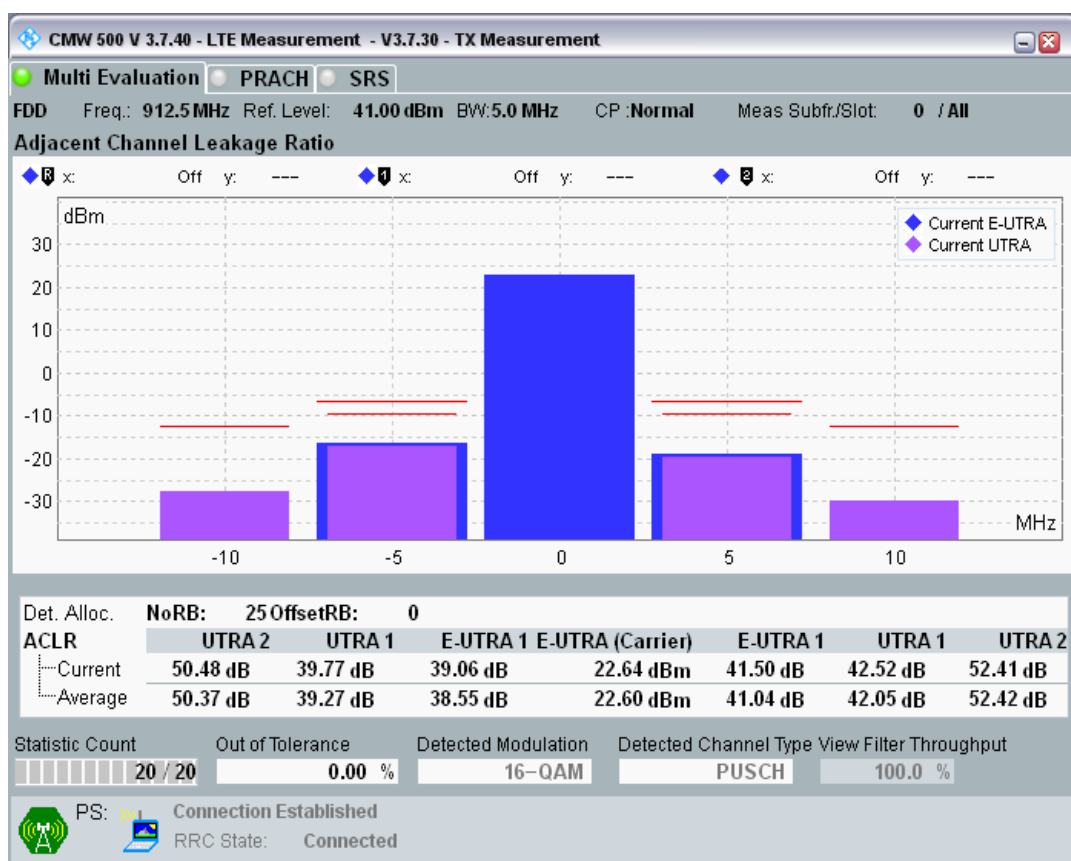 CMW 500 V 3.7.40 - LTE Measurement - V3.7.30 - TX Measurement
Multi Evaluation PRACH SRS
FDD Freq.: 912.5 MHz Ref. Level: 41.00 dBm BW:5.0 MHz CP :Normal Meas Subfr./Slot: 0 / All
Adjacent Channel Leakage Ratio
R x: Off y: --- 1 x: Off y: --- 2 x: Off y: ---
dBm
Current E-UTRA
Current UTRA
30
20
10
0
-10
-20
-30
MHz
-10 -5 0 5 10
Det. Alloc. NoRB: 25 OffsetRB: 0
ACLR UTRA 2 UTRA 1 E-UTRA 1 E-UTRA (Carrier) E-UTRA 1 UTRA 1 UTRA 2
Current 50.48 dB 39.77 dB 39.06 dB 22.64 dBm 41.50 dB 42.52 dB 52.41 dB
Average 50.37 dB 39.27 dB 38.55 dB 22.60 dBm 41.04 dB 42.05 dB 52.42 dB
Statistic Count Out of Tolerance Detected Modulation Detected Channel Type View Filter Throughput
20 / 20 0.00 % 16-QAM PUSCH 100.0 %
PS: Connection Established
RRC State: Connected